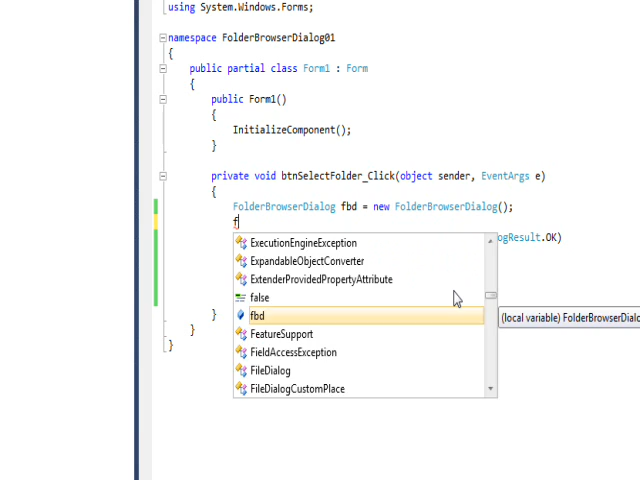 using System.Windows.Forms;
namespace FolderBrowserDialog01
{
public partial class Form1 : Form
{
public Form1()
{
InitializeComponent();
}
private void btnSelectFolder_Click(object sender, EventArgs e)
{
FolderBrowserDialog fbd = new FolderBrowserDialog();
f
ogResult.OK)
ExecutionEngineException
ExpandableObjectConverter
ExtenderProvidedPropertyAttribute
false
fbd
(local variable) FolderBrowserDialo
FeatureSupport
FieldAccessException
FileDialog
FileDialogCustomPlace
}
}
}